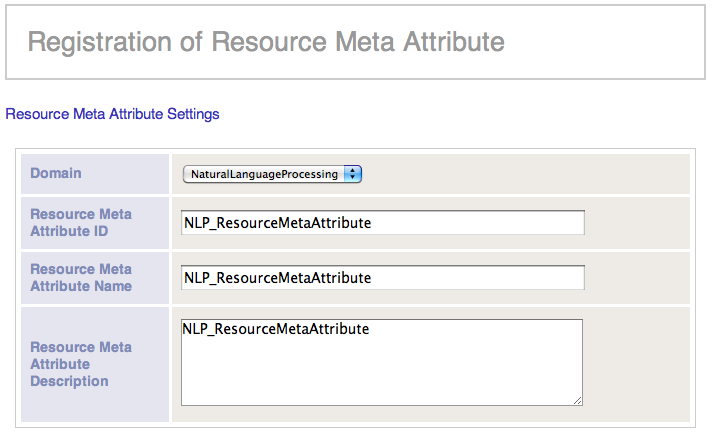 Registration of Resource Meta Attribute
Resource Meta Attribute Settings
Domain
NaturalLanguageProcessing
Resource Meta
Attribute ID
NLP_ResourceMetaAttribute
Resource Meta
Attribute Name
NLP_ResourceMetaAttribute
Resource Meta
Attribute
Description
NLP_ResourceMetaAttribute